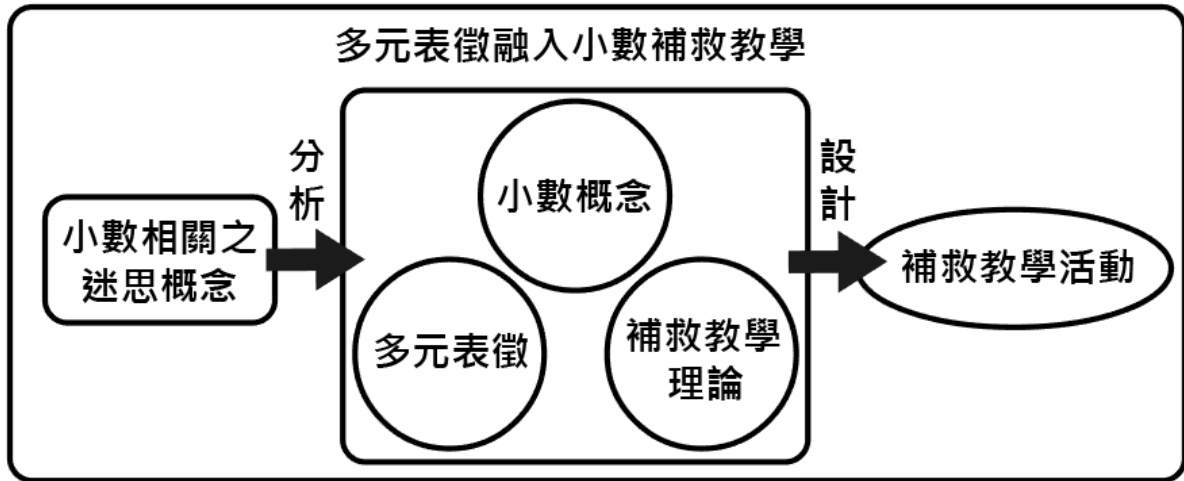 多元表徵融入小數補救教學
小數相關之
迷思概念
分
析
小數概念
多元表徵
補救教學
理論
設
計
補救教學活動